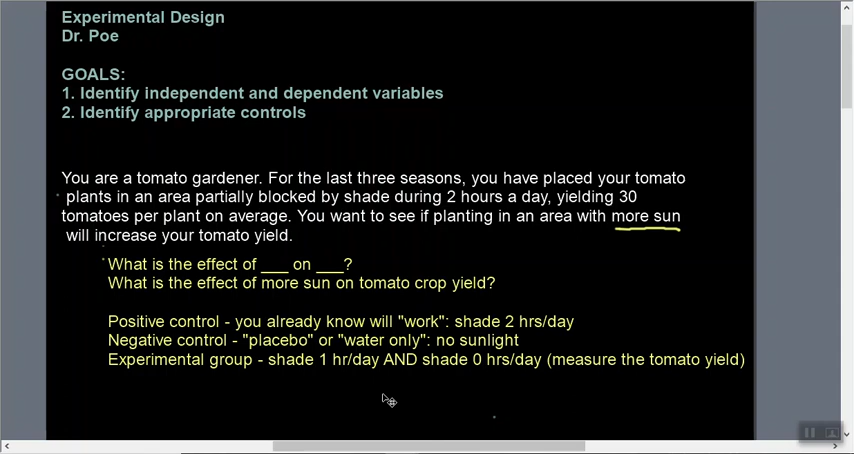 Experimental Design
Dr. Poe
GOALS:
1. Identify independent and dependent variables
2. Identify appropriate controls
You are a tomato gardener. For the last three seasons, you have placed your tomato
plants in an area partially blocked by shade during 2 hours a day, yielding 30
tomatoes per plant on average. You want to see if planting in an area with more sun
will increase your tomato yield.
What is the effect of ___ on ___?
What is the effect of more sun on tomato crop yield?
Positive control - you already know will "work": shade 2 hrs/day
Negative control - "placebo" or "water only": no sunlight
Experimental group - shade 1 hr/day AND shade 0 hrs/day (measure the tomato yield)